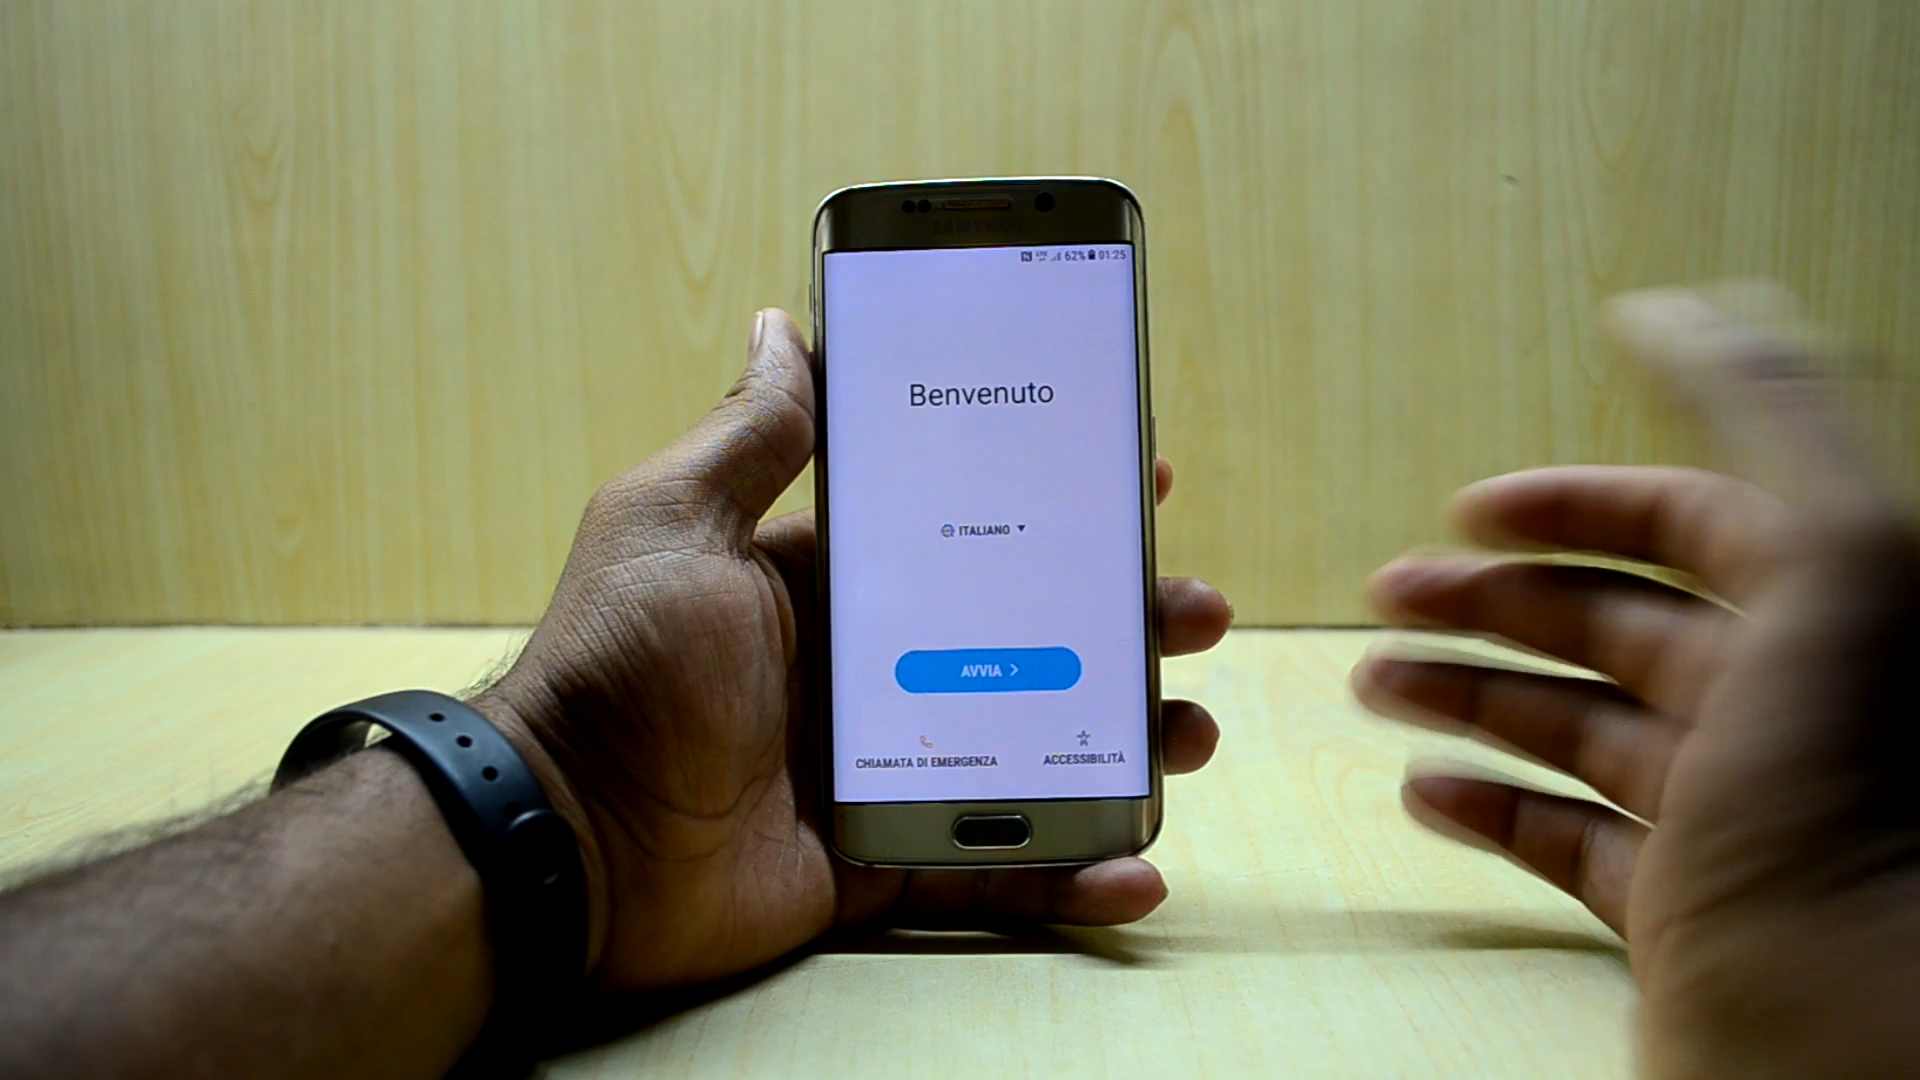 SAMSUNG
62% 01:25
Benvenuto
ITALIANO
AVVIA >
CHIAMATA DI EMERGENZA
ACCESSIBILITÀ